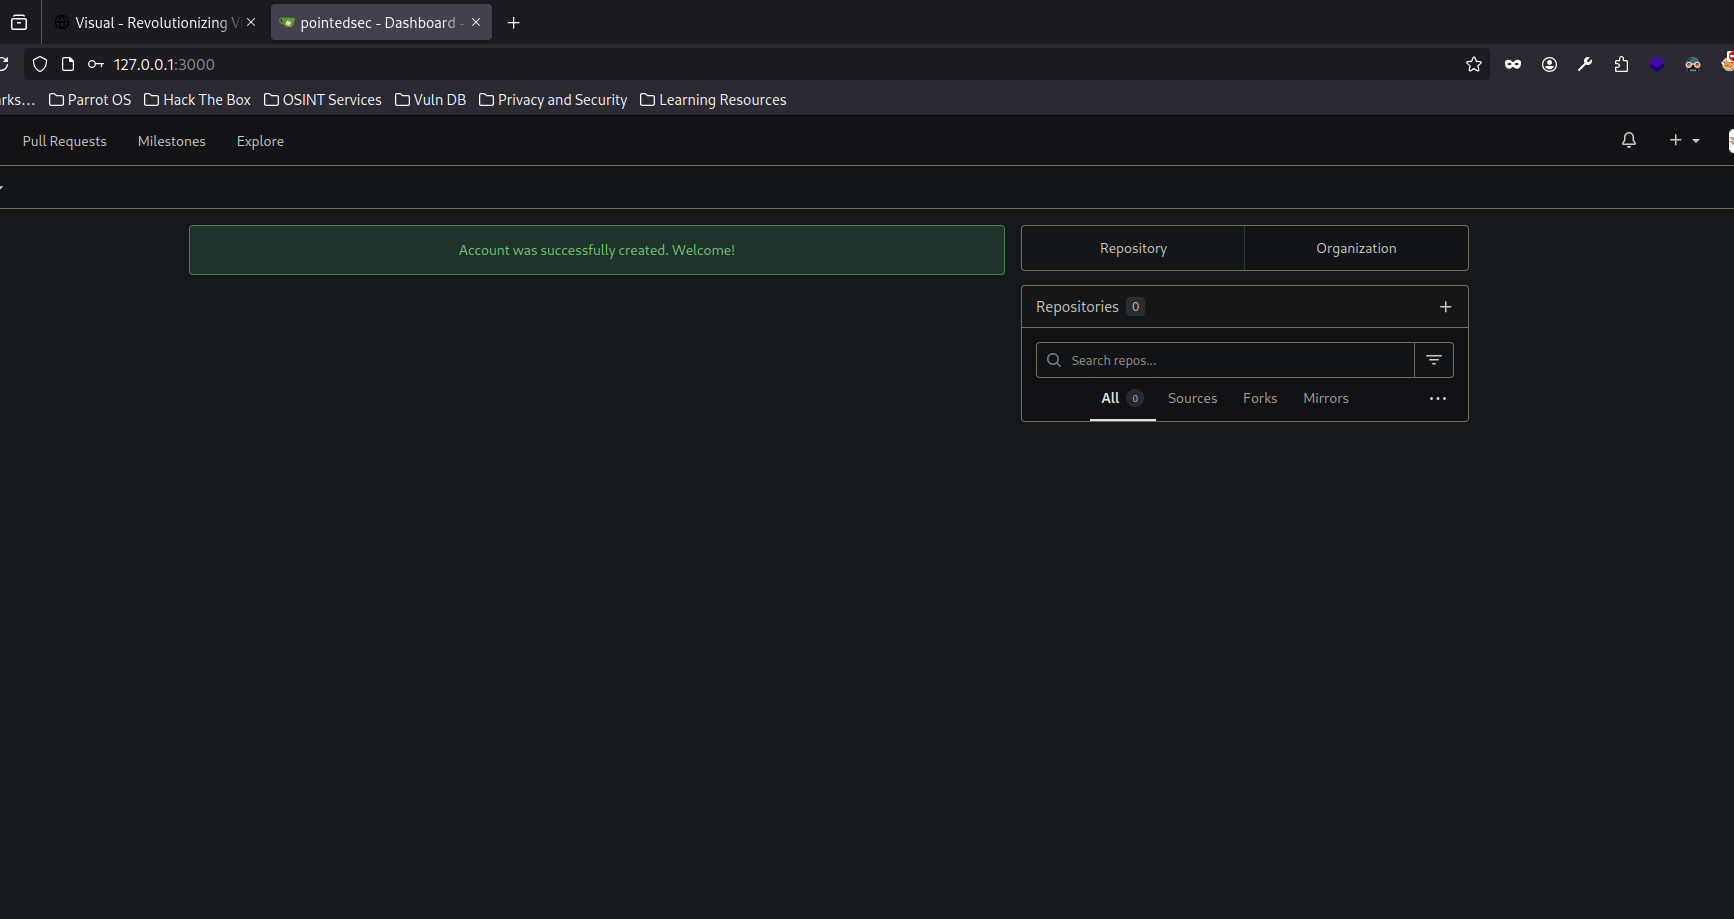 Visual - Revolutionizing Vi
pointedsec - Dashboard -
127.0.0.1:3000
rks… Parrot OS Hack The Box OSINT Services Vuln DB Privacy and Security Learning Resources
Pull Requests Milestones Explore
Account was successfully created. Welcome!
Repository Organization
Repositories 0
Search repos...
All 0 Sources Forks Mirrors